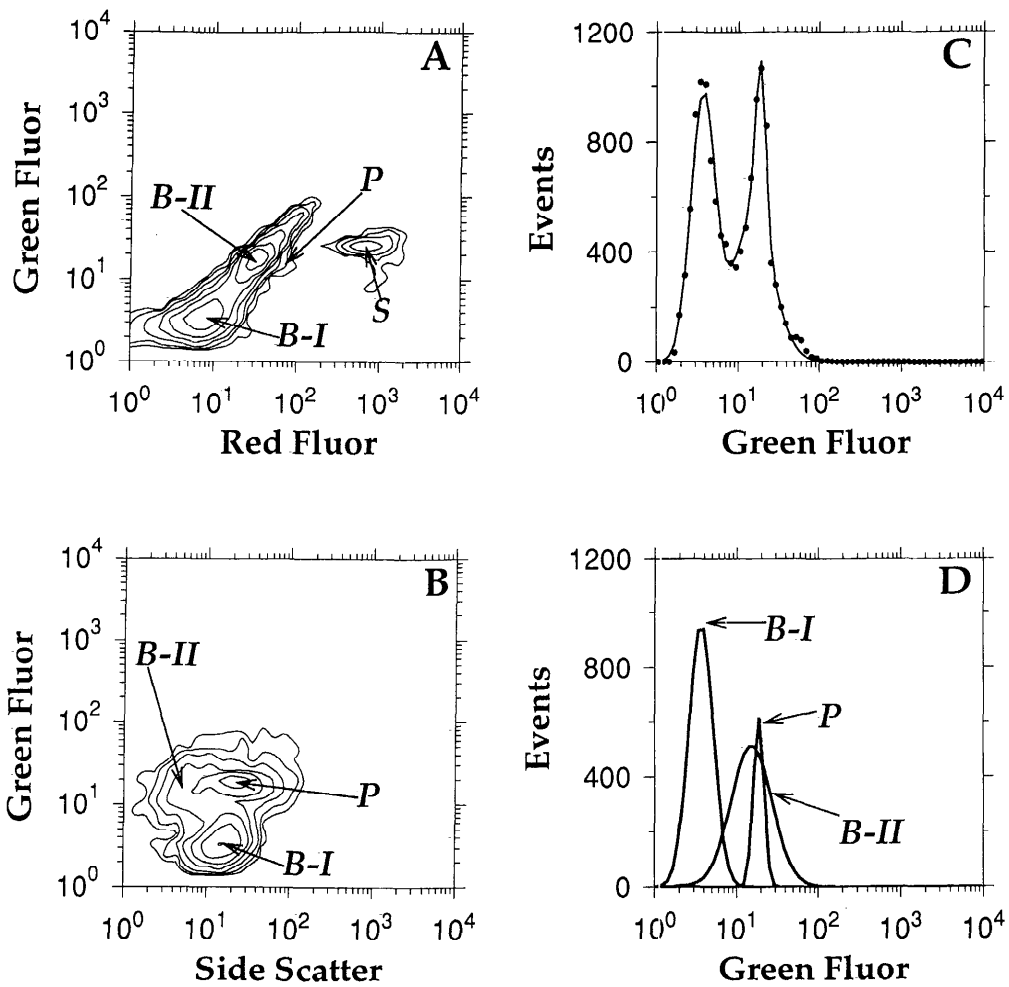 A
Green Fluor
10^4
10^3
10^2
10^1
10^0
B-II
P
S
B-I
10^0 10^1 10^2 10^3 10^4
Red Fluor
C
Events
1200
800
400
0
10^0 10^1 10^2 10^3 10^4
Green Fluor
B
Green Fluor
10^4
10^3
10^2
10^1
10^0
B-II
P
B-I
10^0 10^1 10^2 10^3 10^4
Side Scatter
D
Events
1200
800
400
0
B-I
P
B-II
10^0 10^1 10^2 10^3 10^4
Green Fluor